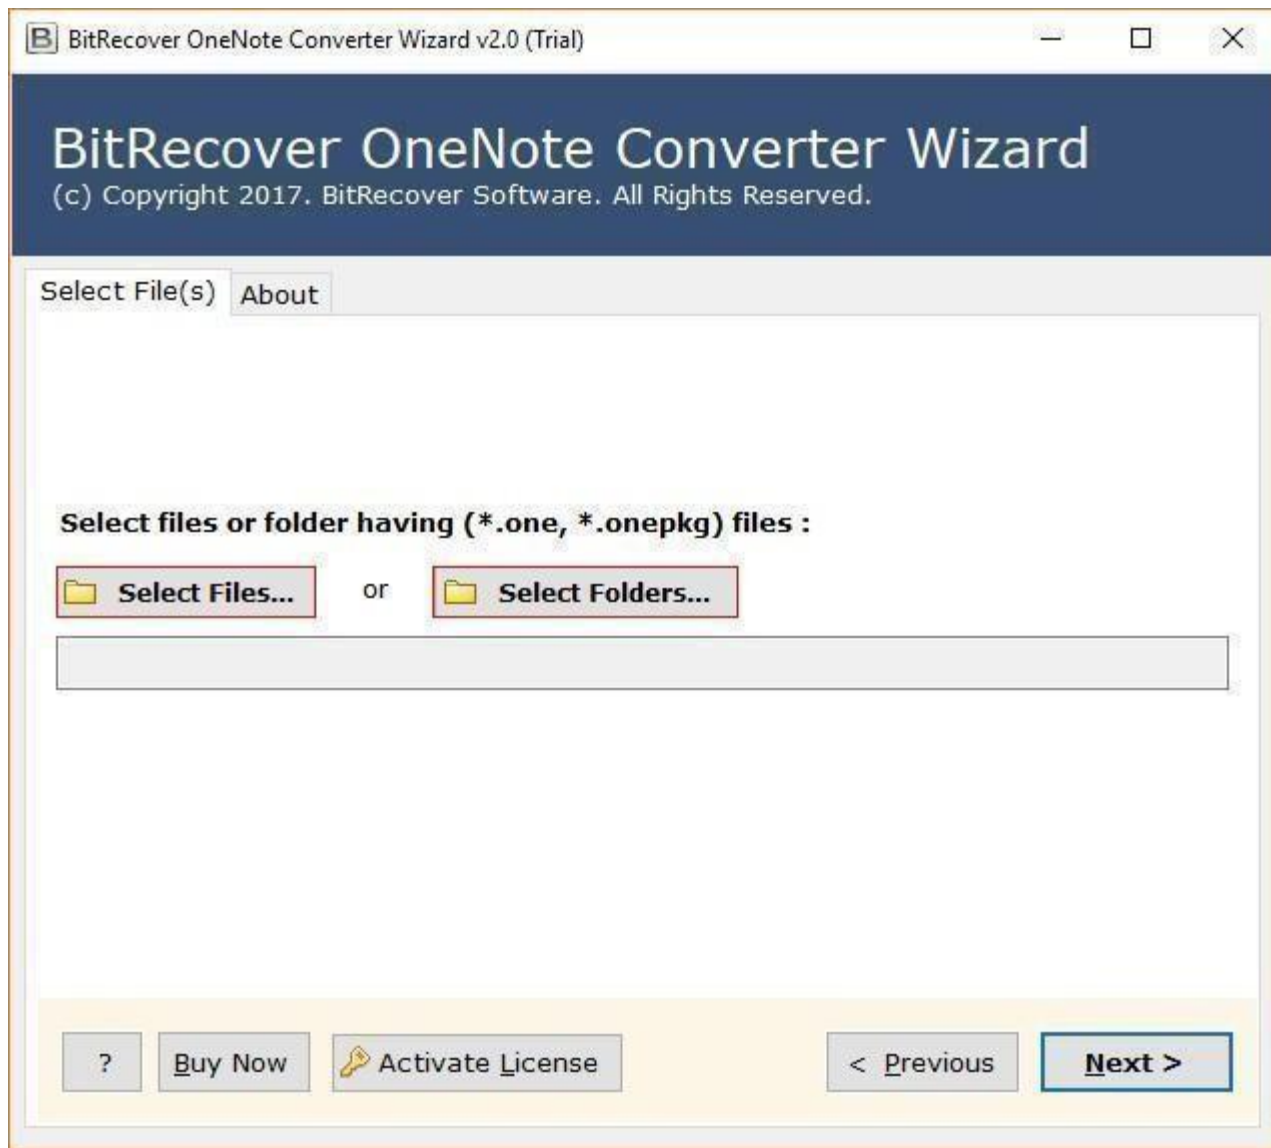 BitRecover OneNote Converter Wizard v2.0 (Trial)
BitRecover OneNote Converter Wizard
(c) Copyright 2017. BitRecover Software. All Rights Reserved.
Select File(s) About
Select files or folder having (*.one, *.onepkg) files :
Select Files... or Select Folders...
? Buy Now Activate License < Previous Next >